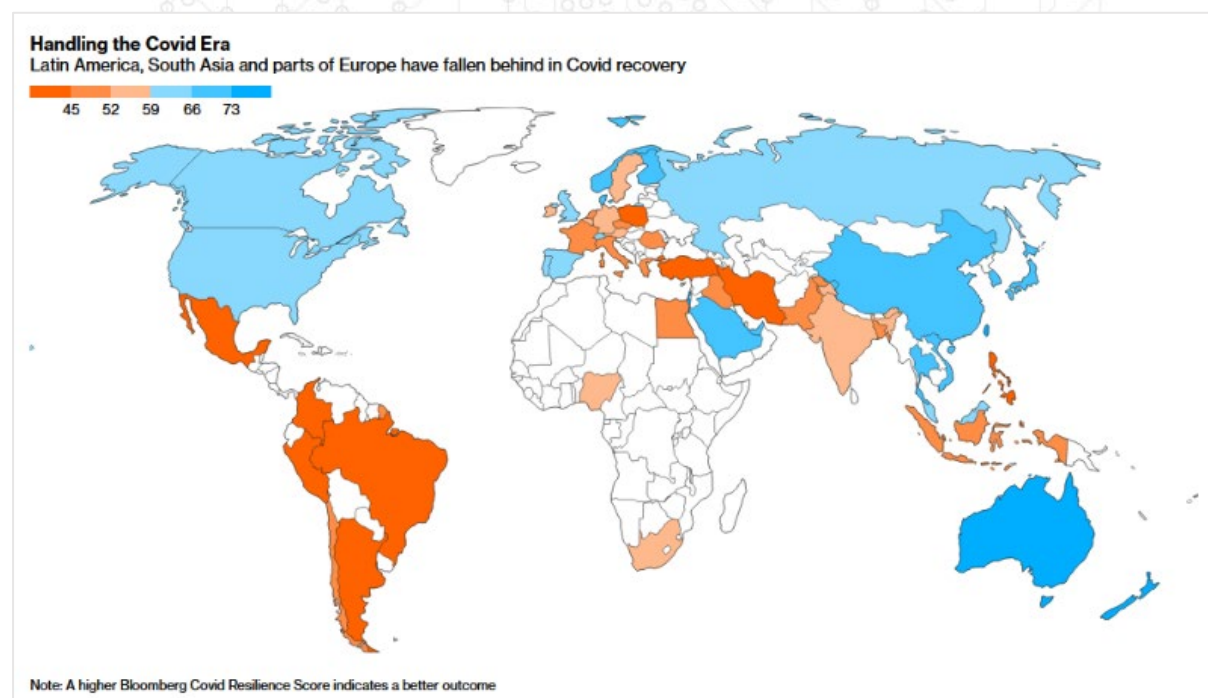 Handling the Covid Era
Latin America, South Asia and parts of Europe have fallen behind in Covid recovery
45 52 59 66 73
Note: A higher Bloomberg Covid Resilience Score indicates a better outcome